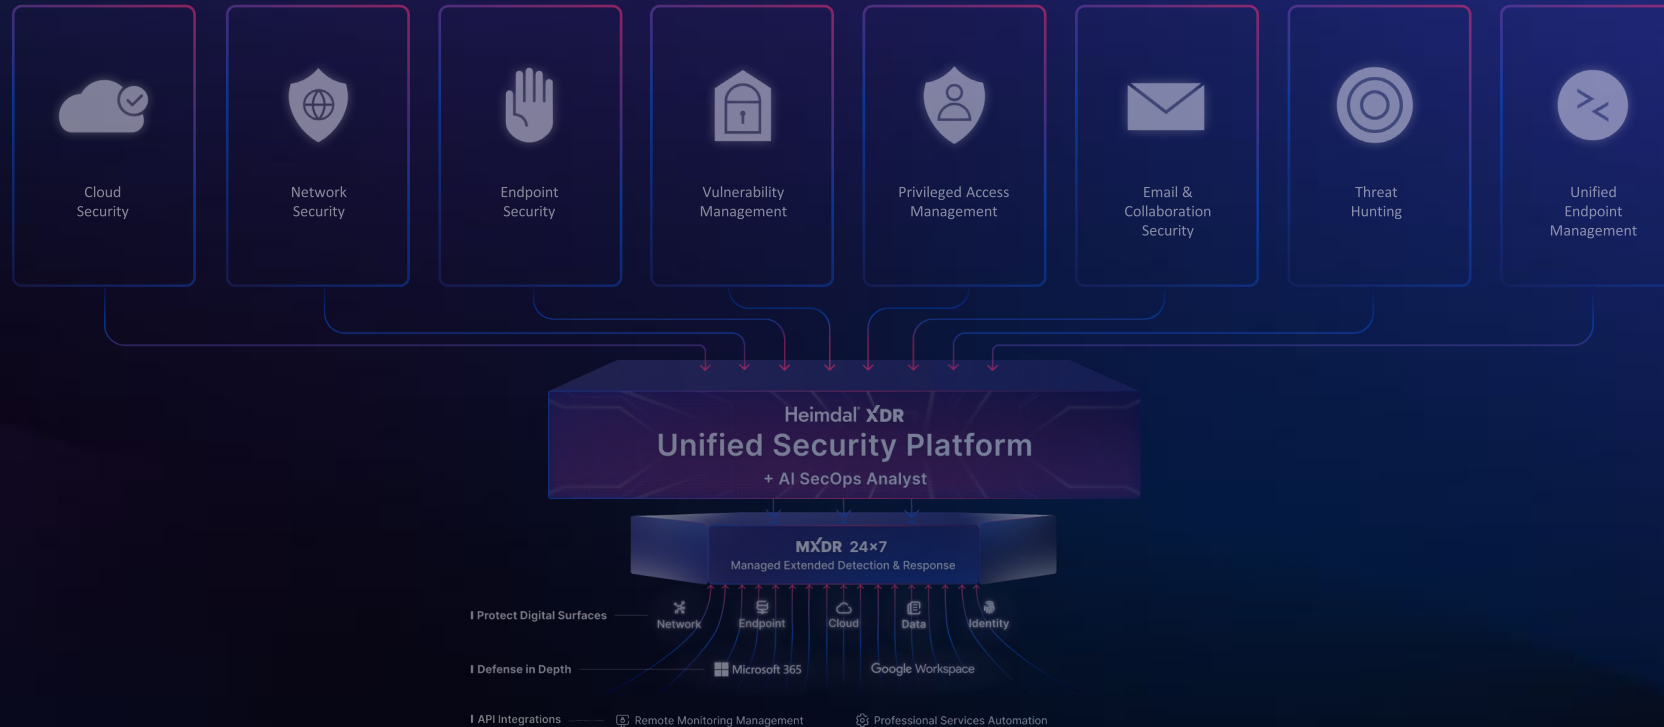 Cloud
Security
Network
Security
Endpoint
Security
Vulnerability
Management
Privileged Access
Management
Email &
Collaboration
Security
Threat
Hunting
Unified
Endpoint
Management
Heimdal® XDR
Unified Security Platform
+ AI SecOps Analyst
MXDR 24×7
Managed Extended Detection & Response
Protect Digital Surfaces
Network
Endpoint
Cloud
Data
Identity
Defense in Depth
Microsoft 365
Google Workspace
API Integrations
Remote Monitoring Management
Professional Services Automation